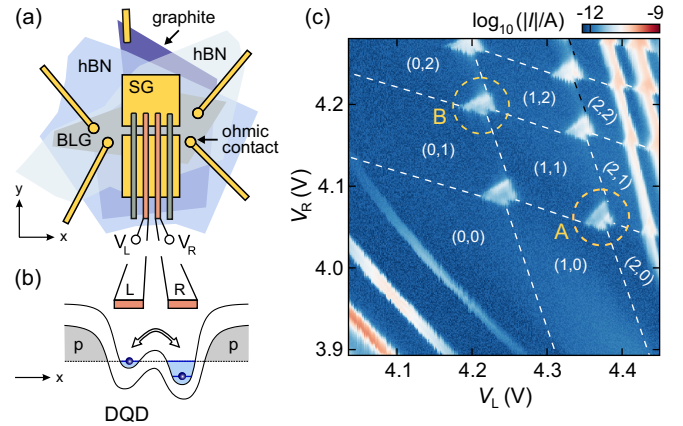 (a)
graphite
hBN
hBN
SG
BLG
ohmic
contact
y
x
V_L
V_R
(b)
L
R
p
p
x
DQD
(c)
log₁₀(|I|/A)
-12
-9
(0,2)
(1,2)
(2,2)
B
(0,1)
(1,1)
(2,1)
A
(0,0)
(1,0)
(2,0)
4.2
4.1
4.0
3.9
V_R (V)
4.1
4.2
4.3
4.4
V_L (V)